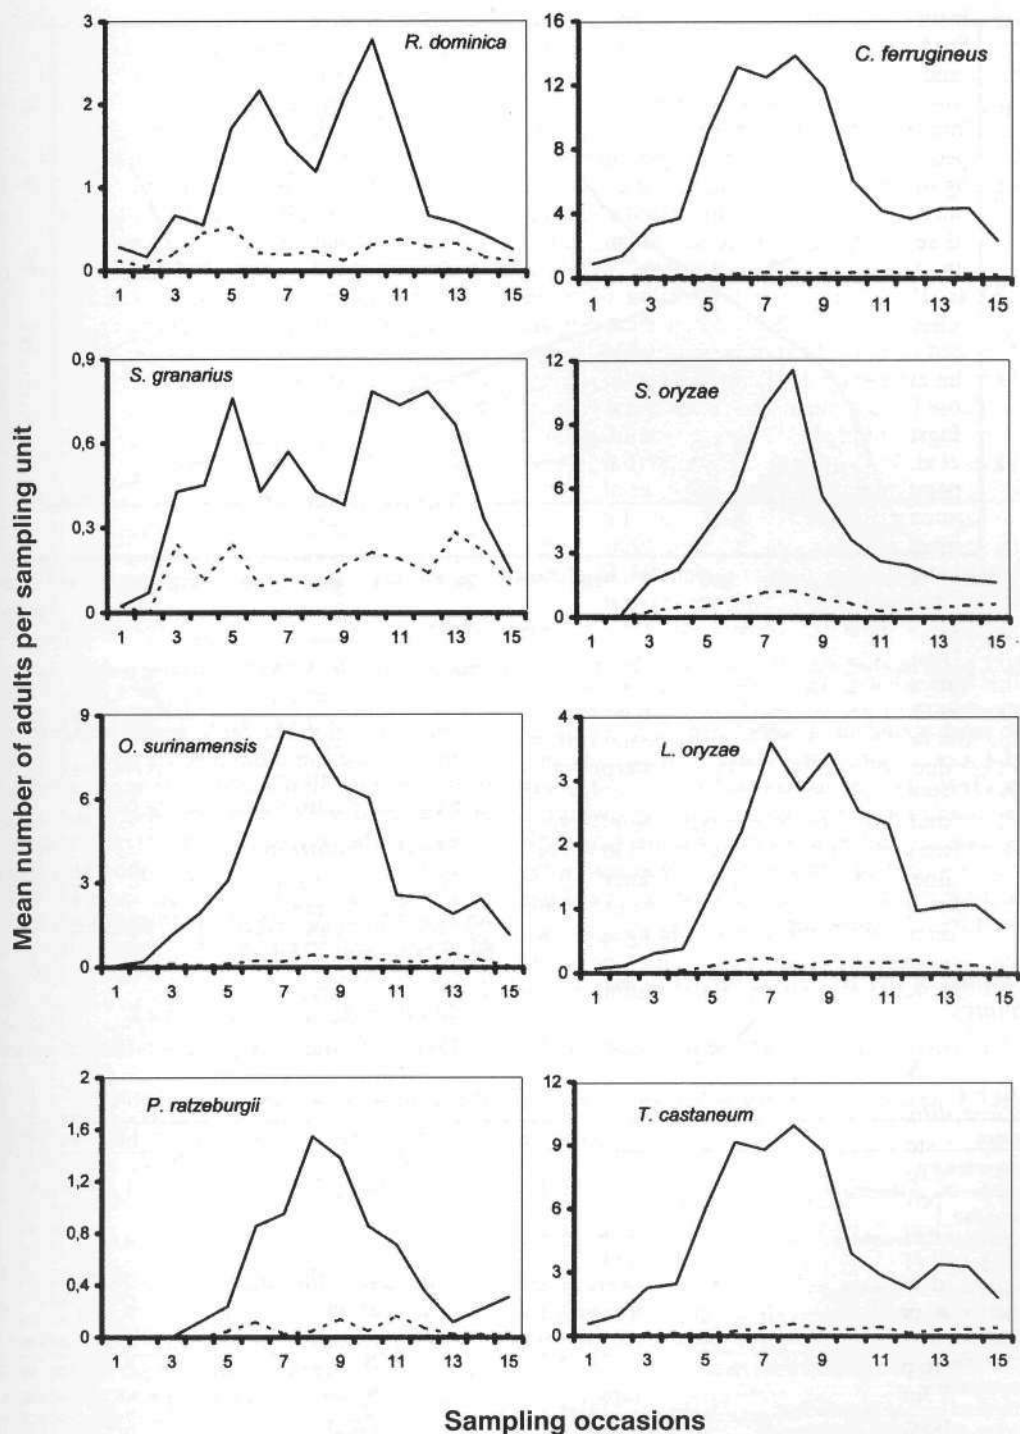 Mean number of adults per sampling unit
R. dominica
3
2
1
0
1 3 5 7 9 11 13 15
C. ferrugineus
16
12
8
4
0
1 3 5 7 9 11 13 15
S. granarius
0,9
0,6
0,3
0
1 3 5 7 9 11 13 15
S. oryzae
12
9
6
3
0
1 3 5 7 9 11 13 15
O. surinamensis
9
6
3
0
1 3 5 7 9 11 13 15
L. oryzae
4
3
2
1
0
1 3 5 7 9 11 13 15
P. ratzeburgii
2
1,6
1,2
0,8
0,4
0
1 3 5 7 9 11 13 15
T. castaneum
12
9
6
3
0
1 3 5 7 9 11 13 15
Sampling occasions